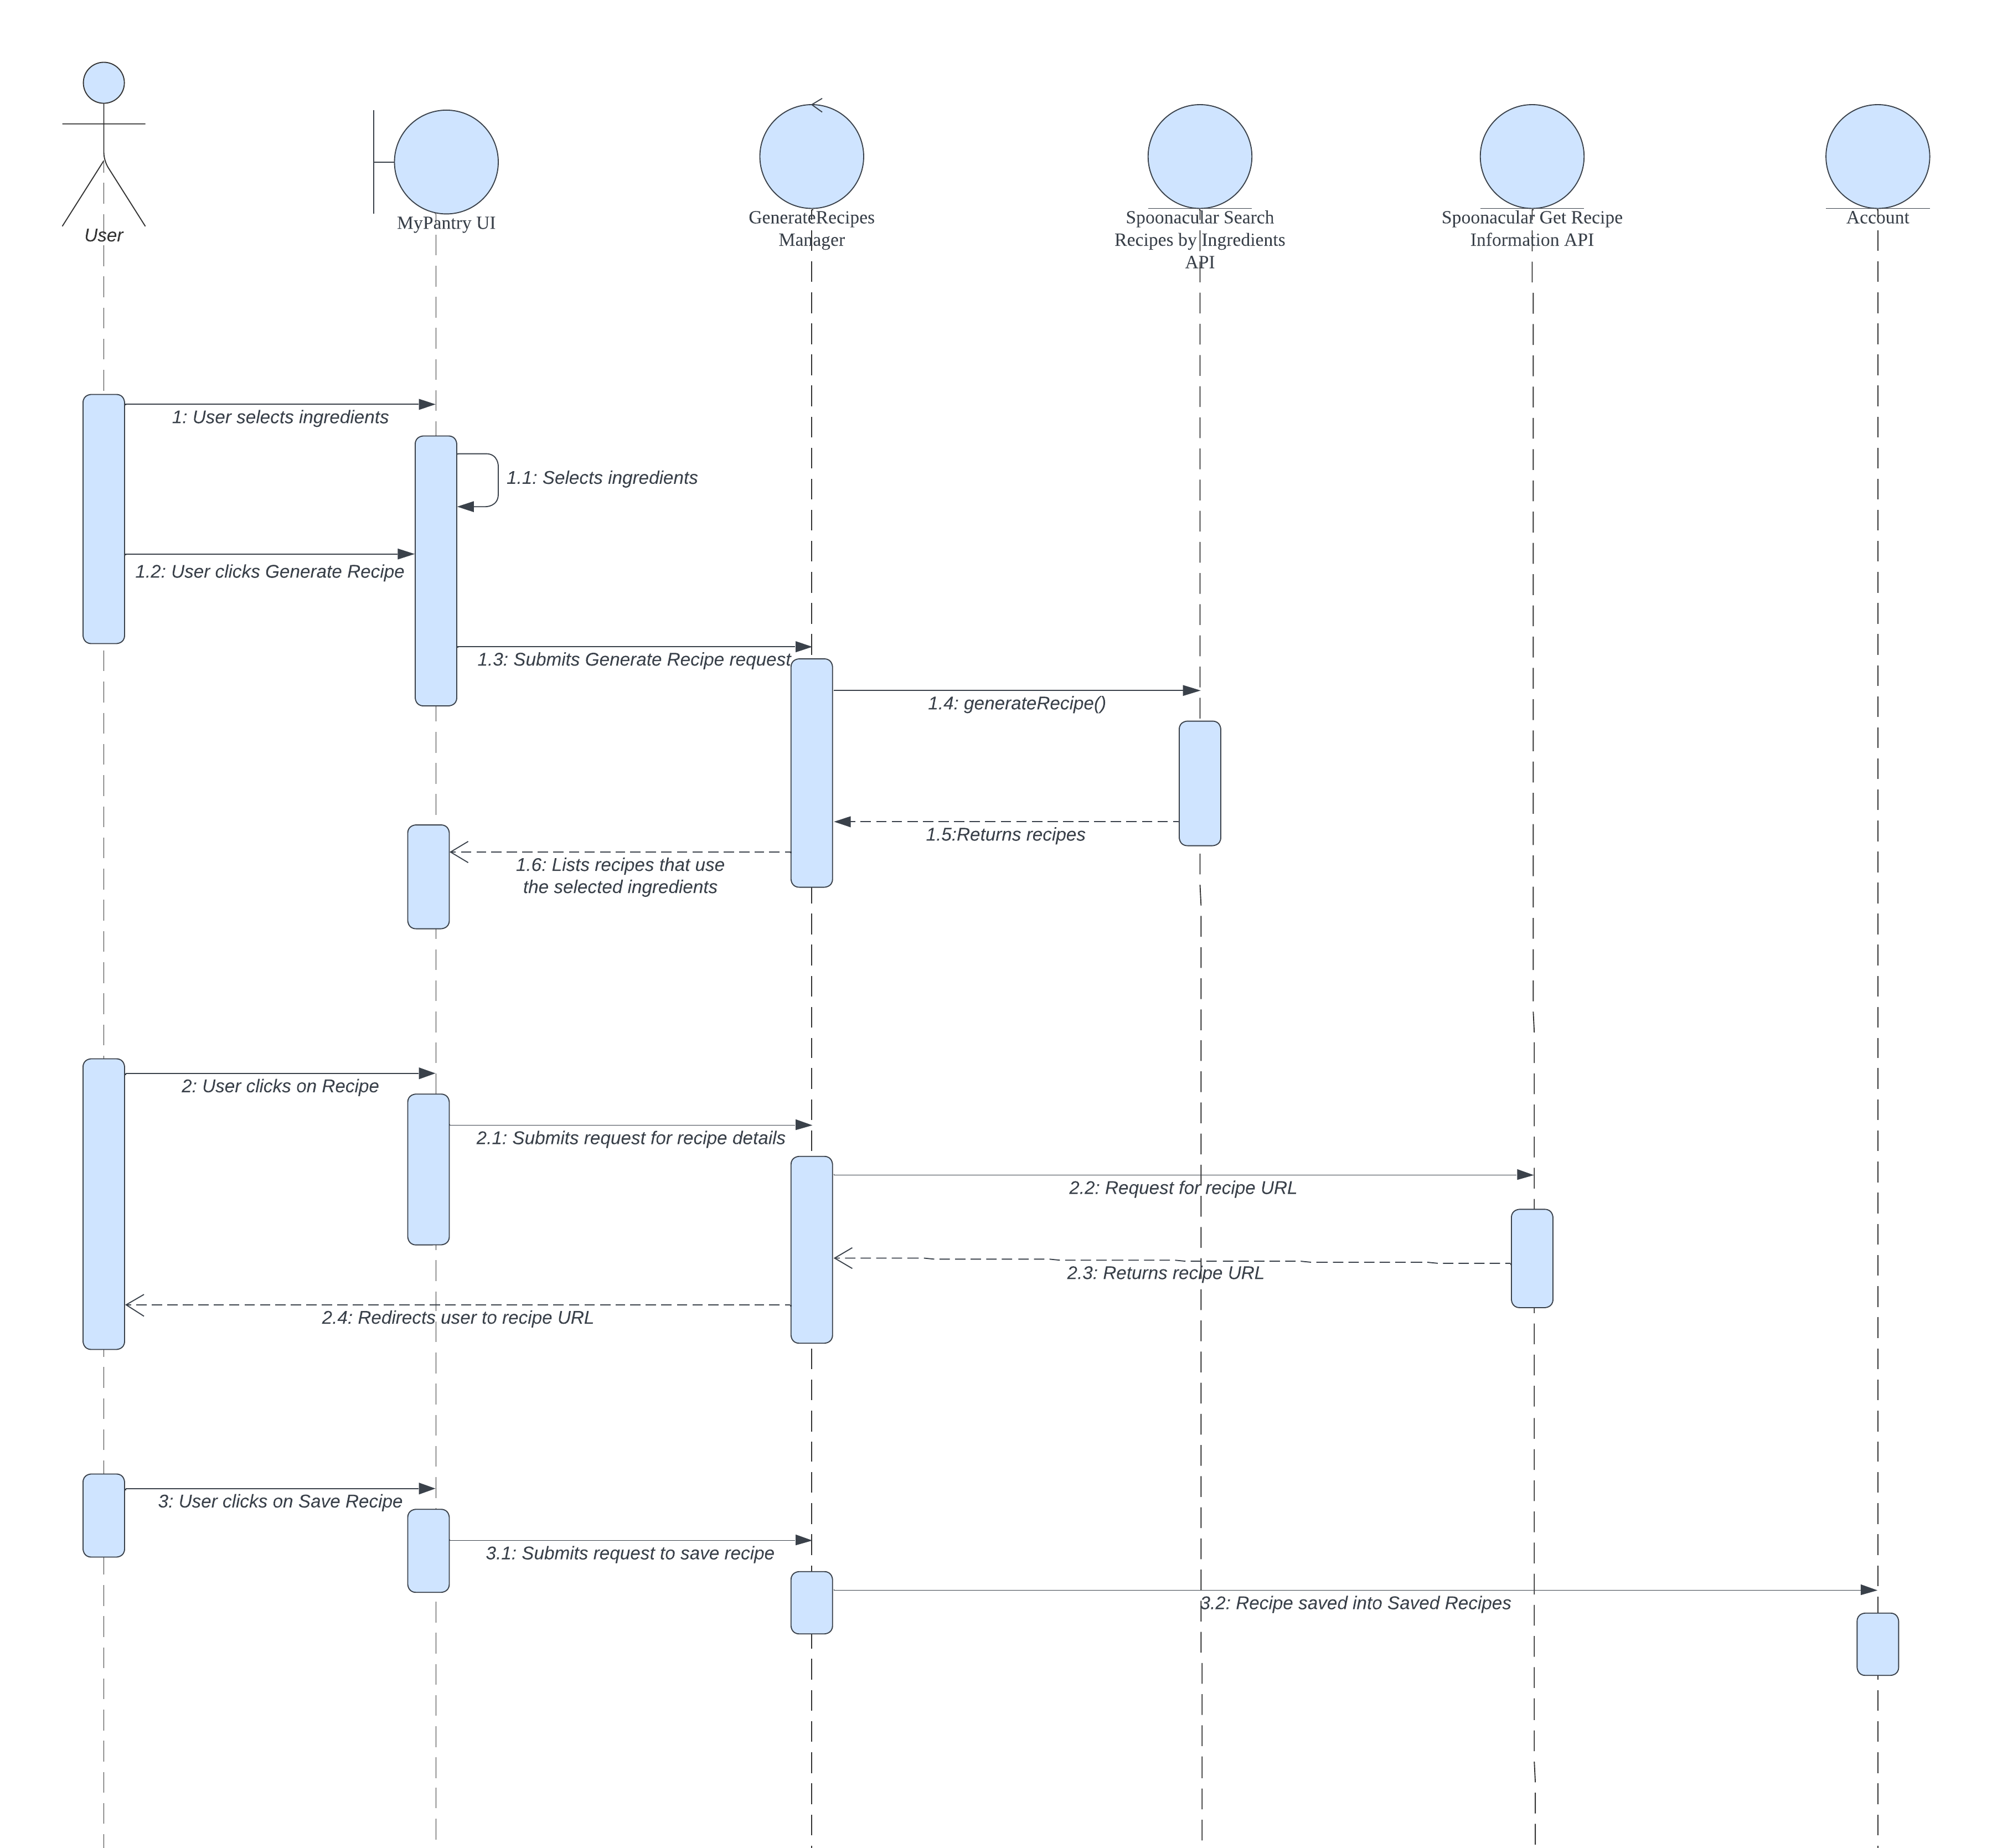 User
MyPantry UI
GenerateRecipes
Manager
Spoonacular Search
Recipes by Ingredients
API
Spoonacular Get Recipe
Information API
Account
1: User selects ingredients
1.1: Selects ingredients
1.2: User clicks Generate Recipe
1.3: Submits Generate Recipe request
1.4: generateRecipe()
1.5:Returns recipes
1.6: Lists recipes that use
the selected ingredients
2: User clicks on Recipe
2.1: Submits request for recipe details
2.2: Request for recipe URL
2.3: Returns recipe URL
2.4: Redirects user to recipe URL
3: User clicks on Save Recipe
3.1: Submits request to save recipe
3.2: Recipe saved into Saved Recipes